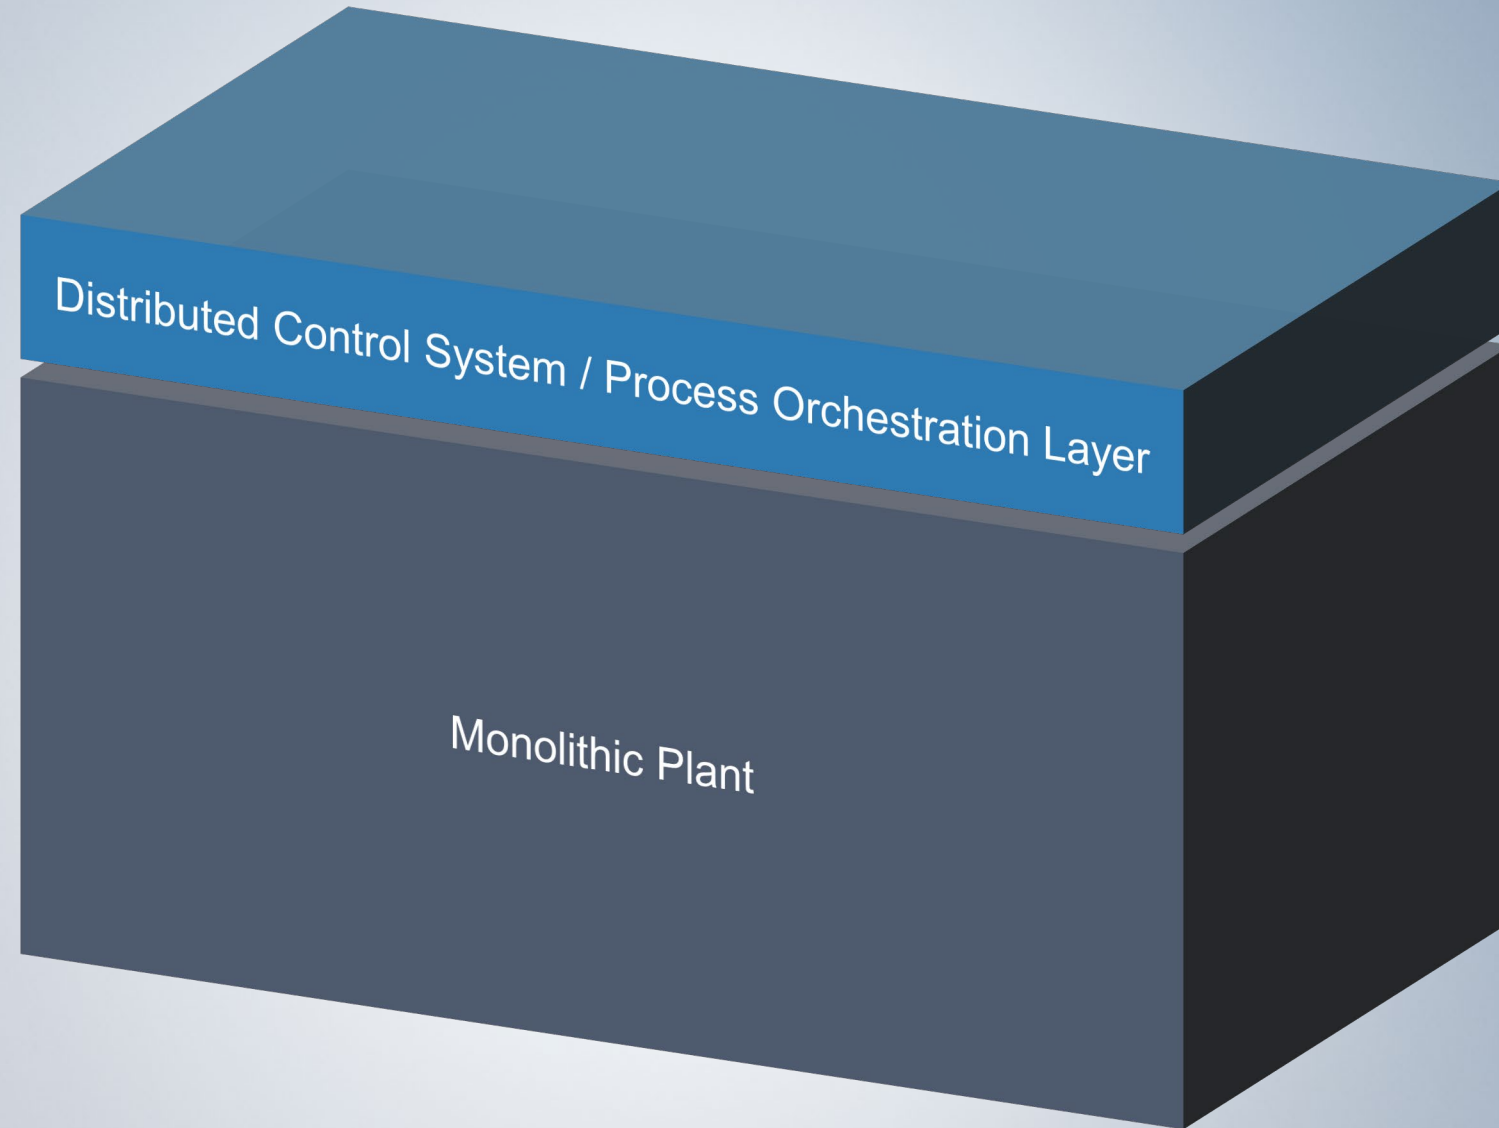 Distributed Control System / Process Orchestration Layer
Monolithic Plant